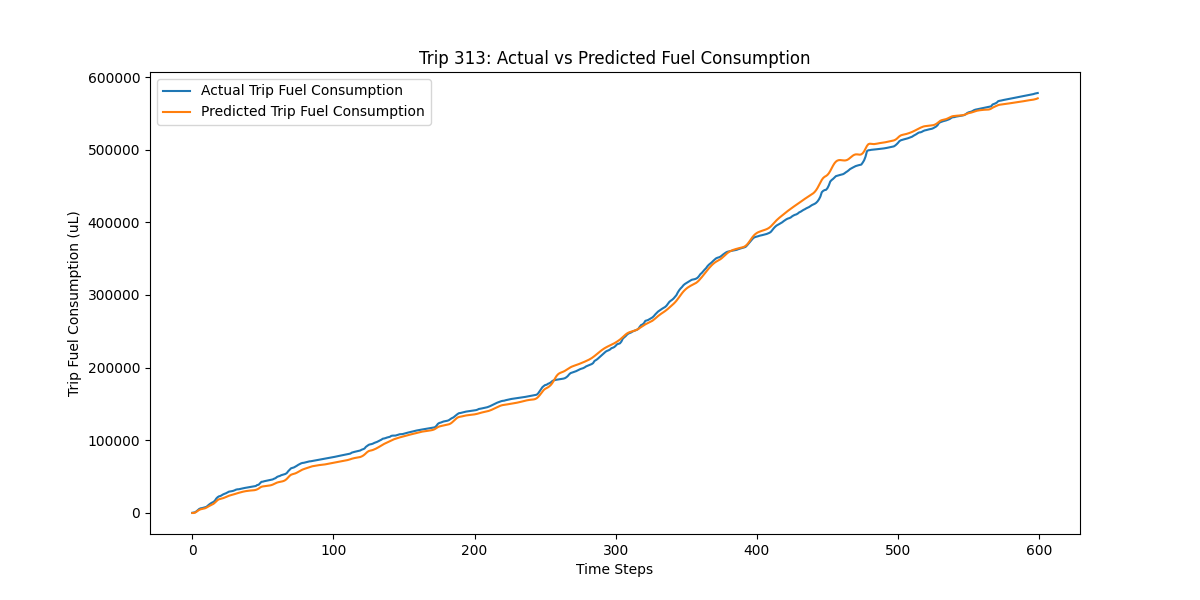 Trip 313: Actual vs Predicted Fuel Consumption
Actual Trip Fuel Consumption
Predicted Trip Fuel Consumption
Trip Fuel Consumption (uL)
600000
500000
400000
300000
200000
100000
0
0 100 200 300 400 500 600
Time Steps